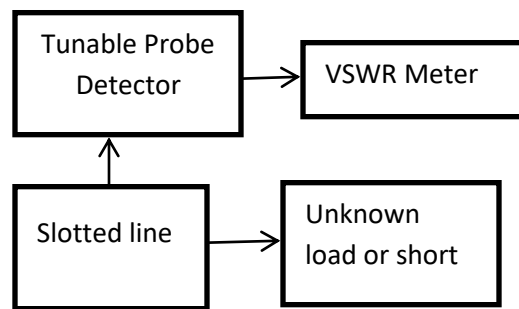 Tunable Probe
Detector
VSWR Meter
Slotted line
Unknown
load or short